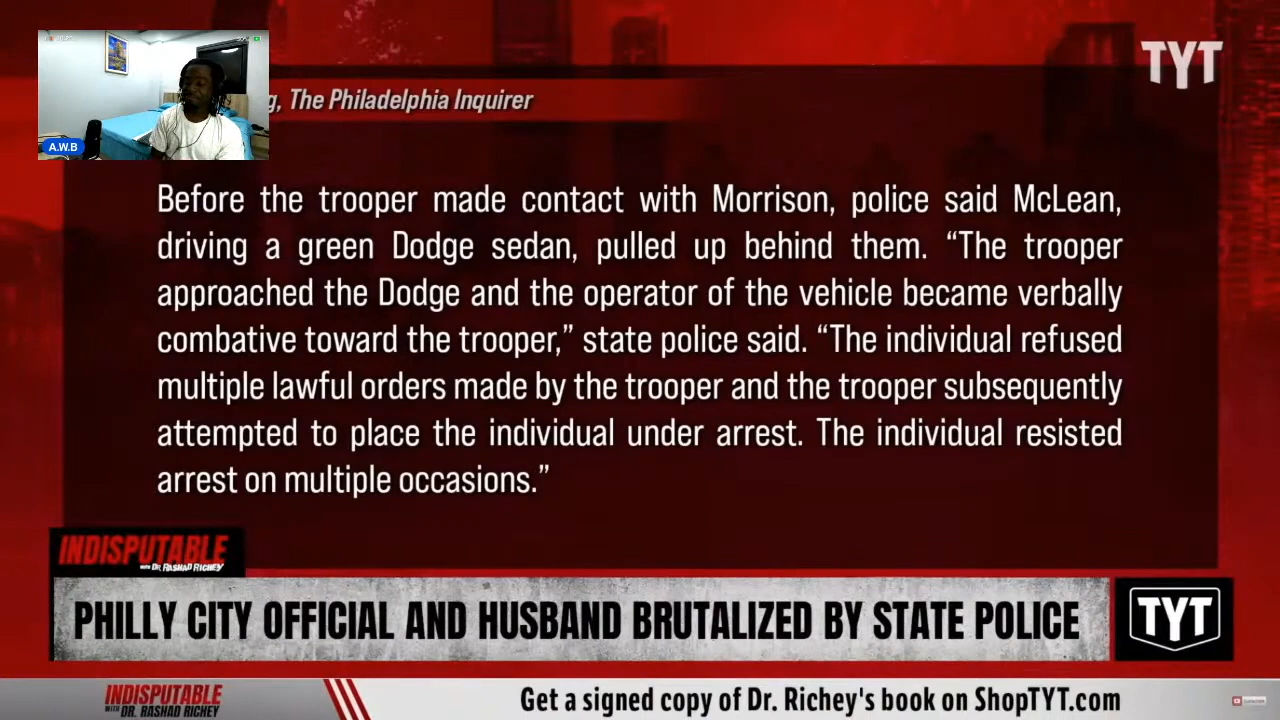 TYT
g, The Philadelphia Inquirer
A.W.B
Before the trooper made contact with Morrison, police said McLean,
driving a green Dodge sedan, pulled up behind them. “The trooper
approached the Dodge and the operator of the vehicle became verbally
combative toward the trooper,” state police said. “The individual refused
multiple lawful orders made by the trooper and the trooper subsequently
attempted to place the individual under arrest. The individual resisted
arrest on multiple occasions.”
INDISPUTABLE
WITH DR. RASHAD RICHEY
PHILLY CITY OFFICIAL AND HUSBAND BRUTALIZED BY STATE POLICE
TYT
INDISPUTABLE
WITH DR. RASHAD RICHEY
Get a signed copy of Dr. Richey's book on ShopTYT.com